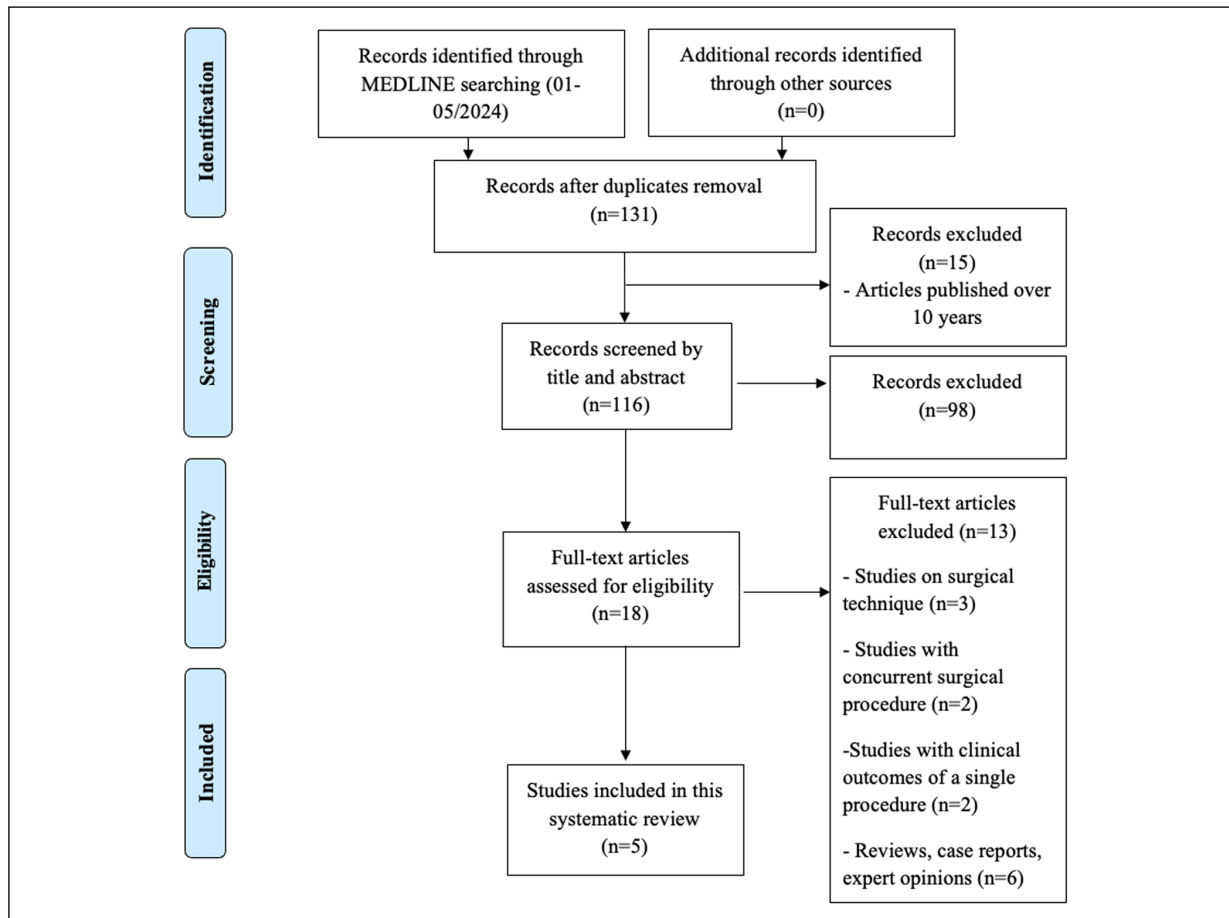 Identification
Records identified through
MEDLINE searching (01-
05/2024)
Additional records identified
through other sources
(n=0)
Records after duplicates removal
(n=131)
Records excluded
(n=15)
- Articles published over
10 years
Screening
Records screened by
title and abstract
(n=116)
Records excluded
(n=98)
Eligibility
Full-text articles
assessed for eligibility
(n=18)
Full-text articles
excluded (n=13)
- Studies on surgical
technique (n=3)
- Studies with
concurrent surgical
procedure (n=2)
-Studies with clinical
outcomes of a single
procedure (n=2)
- Reviews, case reports,
expert opinions (n=6)
Included
Studies included in this
systematic review
(n=5)